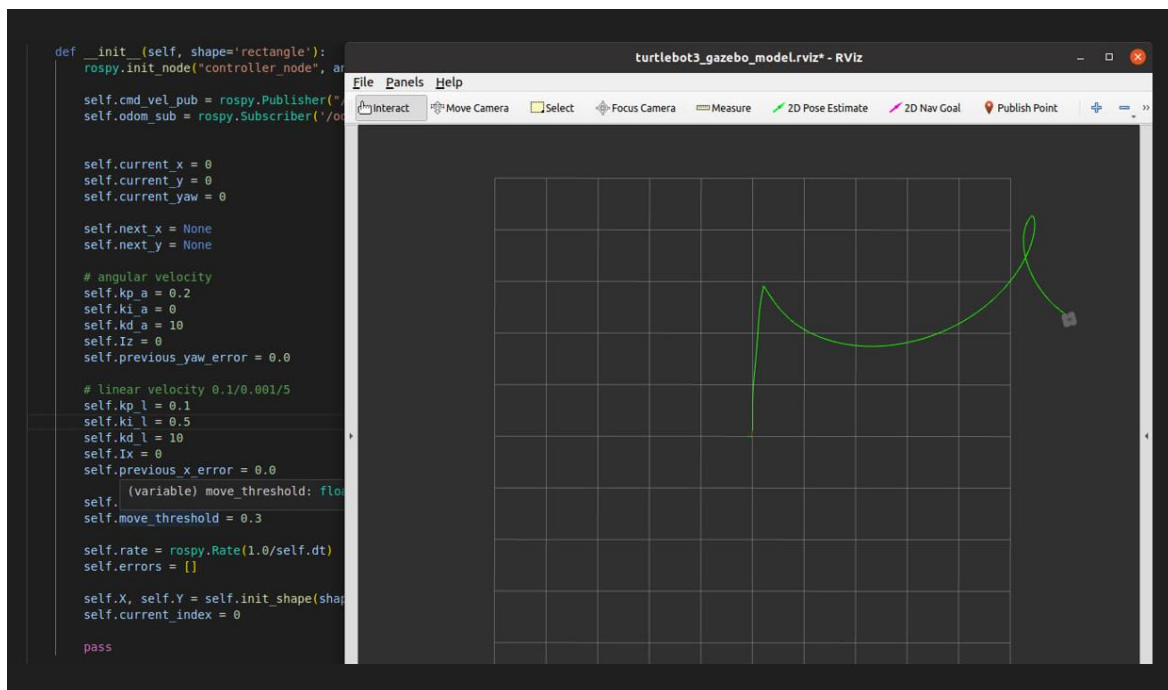 def __init__(self, shape='rectangle'):
rospy.init_node("controller_node", an
self.cmd_vel_pub = rospy.Publisher("/
self.odom_sub = rospy.Subscriber('/od
self.current_x = 0
self.current_y = 0
self.current_yaw = 0
self.next_x = None
self.next_y = None
# angular velocity
self.kp_a = 0.2
self.ki_a = 0
self.kd_a = 10
self.Iz = 0
self.previous_yaw_error = 0.0
# linear velocity 0.1/0.001/5
self.kp_l = 0.1
self.ki_l = 0.5
self.kd_l = 10
self.Ix = 0
self.previous_x_error = 0.0
(variable) move_threshold: floa
self.
self.move_threshold = 0.3
self.rate = rospy.Rate(1.0/self.dt)
self.errors = []
self.X, self.Y = self.init_shape(shap
self.current_index = 0
pass
turtlebot3_gazebo_model.rviz* - RViz
File Panels Help
Interact Move Camera Select Focus Camera Measure 2D Pose Estimate 2D Nav Goal Publish Point